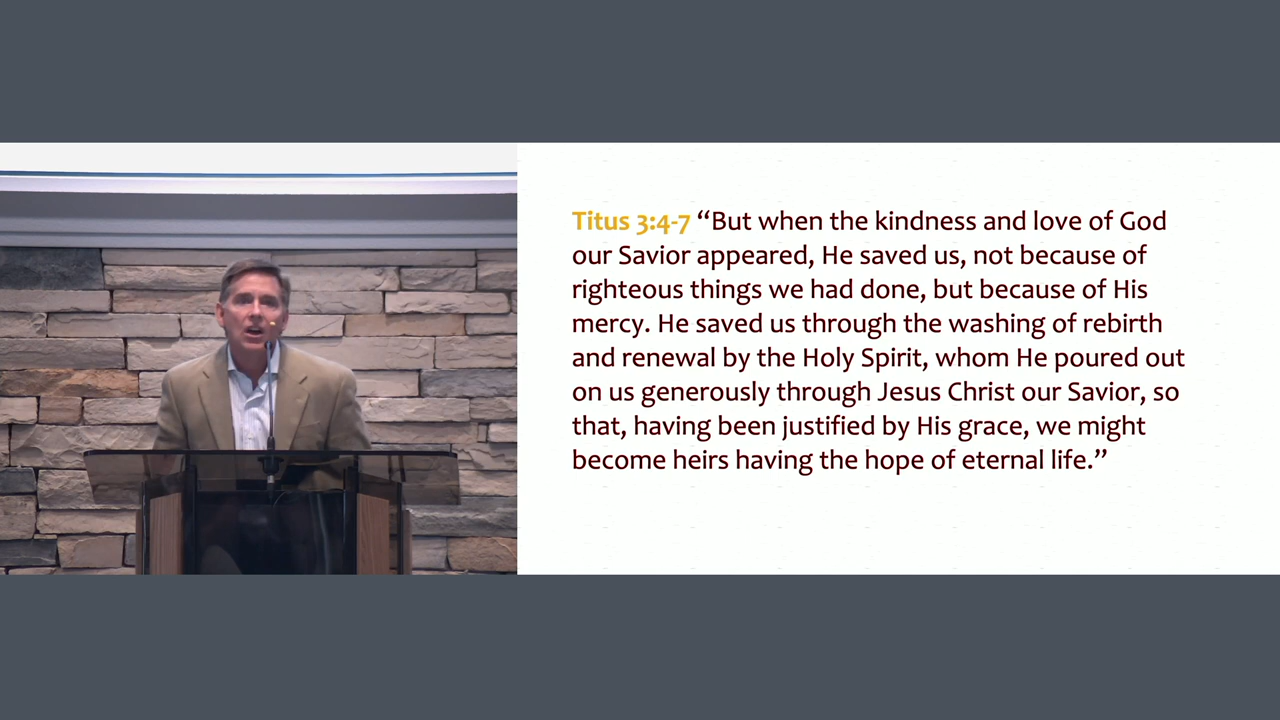 Titus 3:4-7 “But when the kindness and love of God
our Savior appeared, He saved us, not because of
righteous things we had done, but because of His
mercy. He saved us through the washing of rebirth
and renewal by the Holy Spirit, whom He poured out
on us generously through Jesus Christ our Savior, so
that, having been justified by His grace, we might
become heirs having the hope of eternal life.”